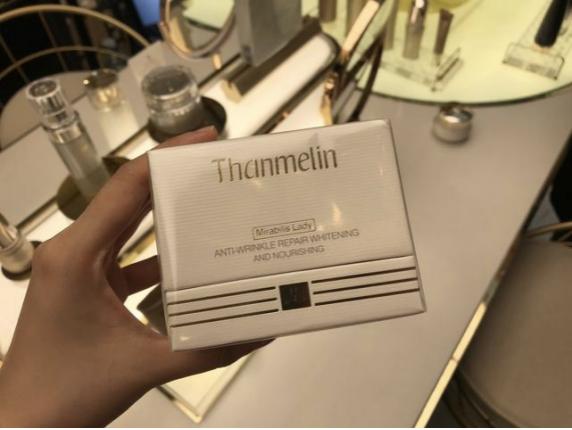 Thanmelin
Mirabilis Lady
ANTI-WRINKLE REPAIR WHITENING
AND NOURISHING